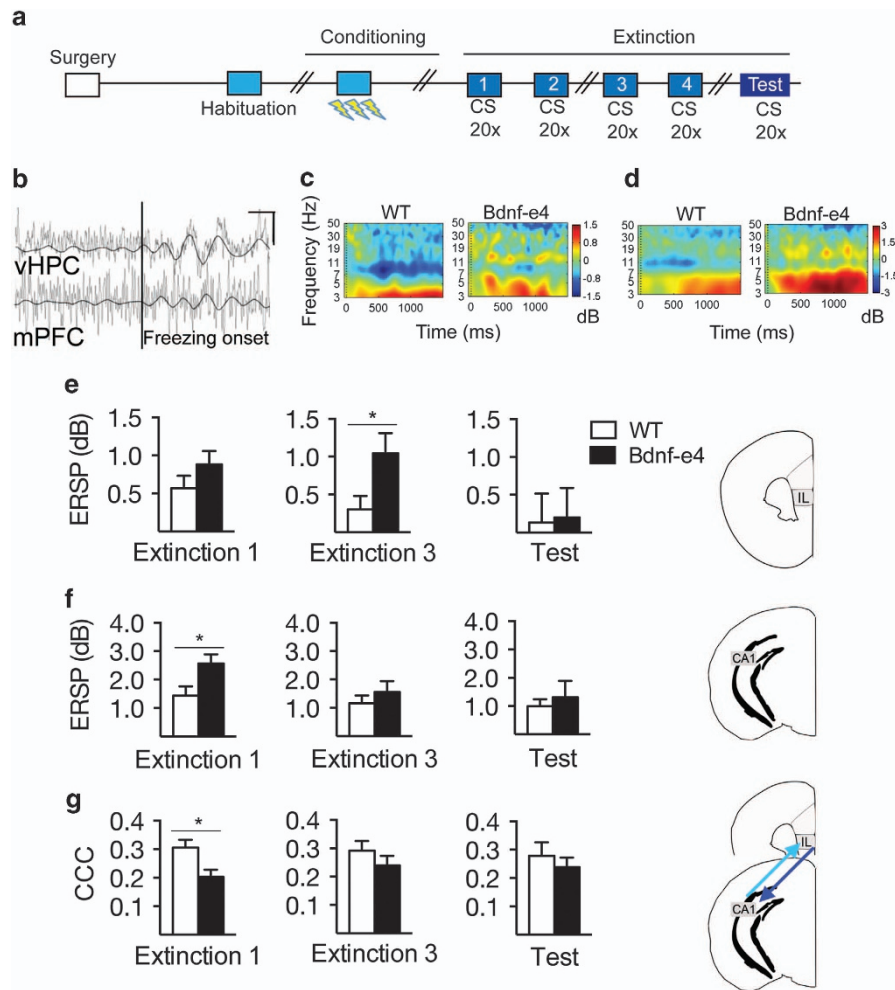 a
Surgery
Conditioning
Extinction
Habituation
1 2 3 4 Test
CS CS CS CS CS
20x 20x 20x 20x 20x
b
vHPC
mPFC
Freezing onset
c
WT Bdnf-e4
Frequency (Hz)
50
30
19
11
7
5
3
0 500 1000
0 500 1000
1.5
0.8
0
-0.8
-1.5
Time (ms)
dB
d
WT Bdnf-e4
50
30
19
11
7
5
3
0 500 1000
0 500 1000
3
1.5
0
-1.5
-3
Time (ms)
dB
e
ERSP (dB)
1.5
1.0
0.5
Extinction 1
1.5
*
1.0
0.5
Extinction 3
1.5
1.0
0.5
Test
WT
Bdnf-e4
IL
f
ERSP (dB)
4.0
*
3.0
2.0
1.0
Extinction 1
4.0
3.0
2.0
1.0
Extinction 3
4.0
3.0
2.0
1.0
Test
CA1
g
CCC
0.4
*
0.3
0.2
0.1
Extinction 1
0.4
0.3
0.2
0.1
Extinction 3
0.4
0.3
0.2
0.1
Test
IL
CA1